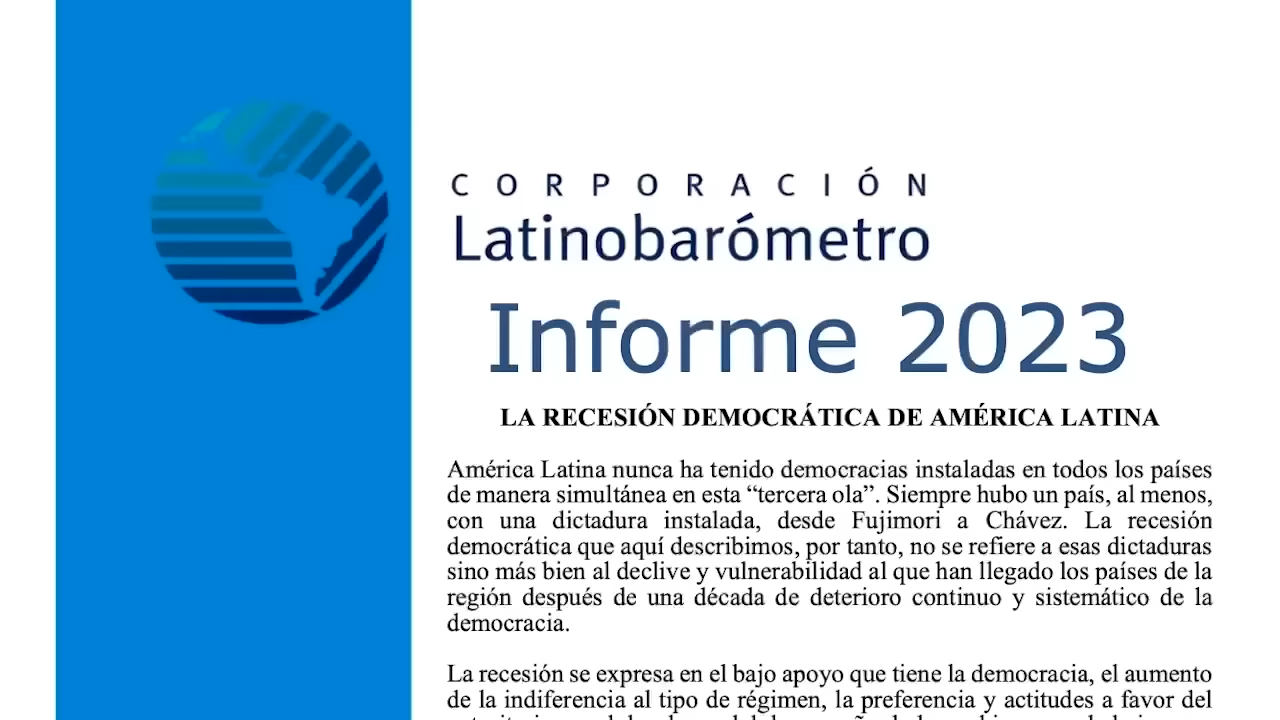 CORPORACIÓN
Latinobarómetro
Informe 2023
LA RECESIÓN DEMOCRÁTICA DE AMÉRICA LATINA
América Latina nunca ha tenido democracias instaladas en todos los países
de manera simultánea en esta “tercera ola”. Siempre hubo un país, al menos,
con una dictadura instalada, desde Fujimori a Chávez. La recesión
democrática que aquí describimos, por tanto, no se refiere a esas dictaduras
sino más bien al declive y vulnerabilidad al que han llegado los países de la
región después de una década de deterioro continuo y sistemático de la
democracia.
La recesión se expresa en el bajo apoyo que tiene la democracia, el aumento
de la indiferencia al tipo de régimen, la preferencia y actitudes a favor del